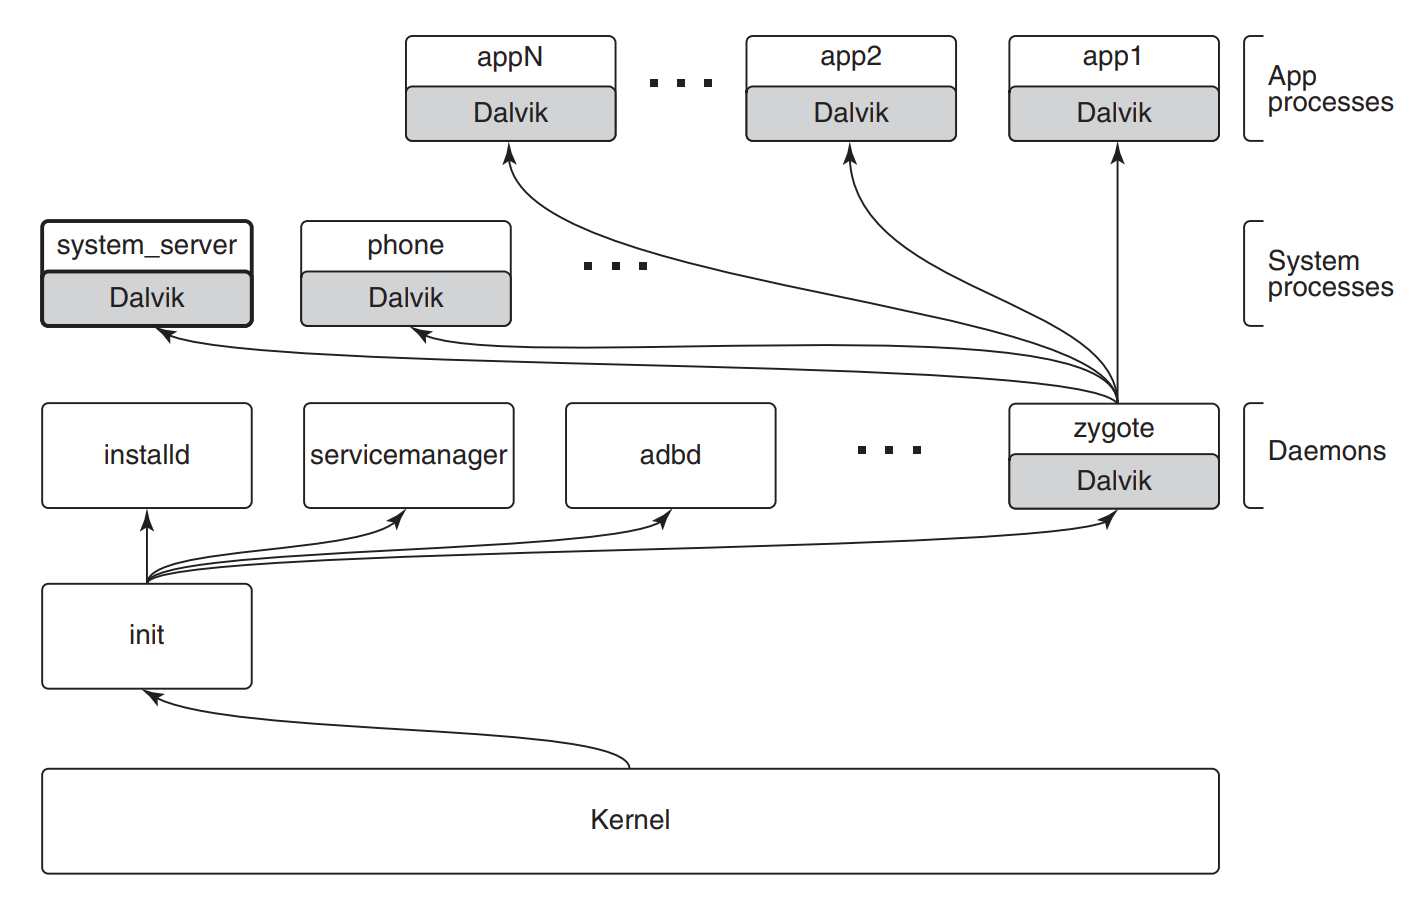 appN
app2
app1
Dalvik
Dalvik
Dalvik
App
processes
system_server
phone
Dalvik
Dalvik
System
processes
installd
servicemanager
adbd
zygote
Dalvik
Daemons
init
Kernel